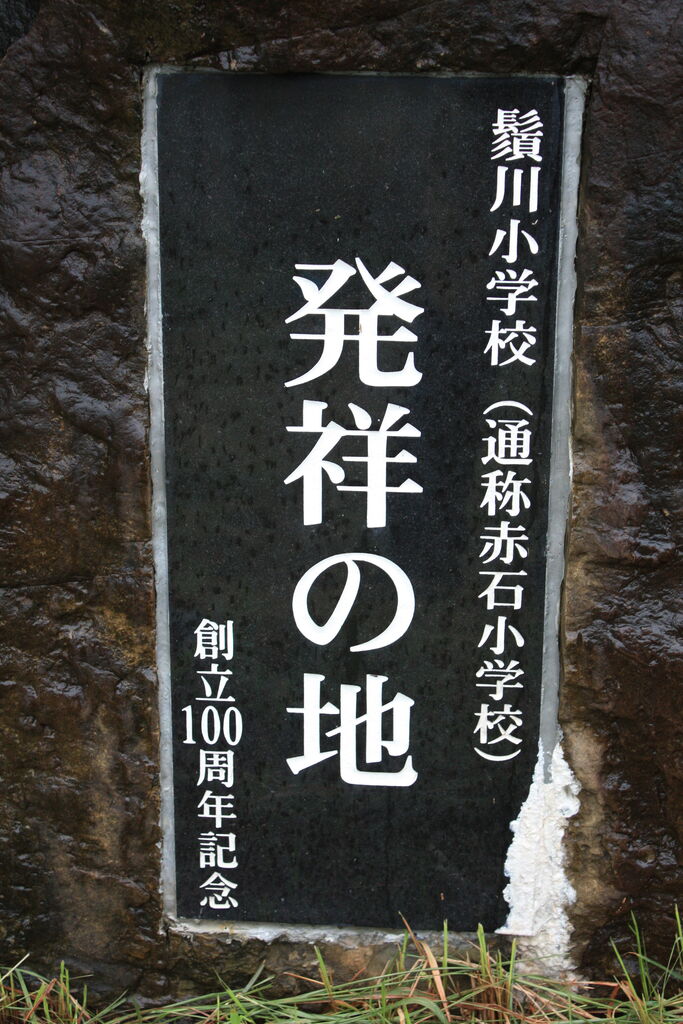 鬚川小学校（通称赤石小学校）
発祥の地
創立100周年記念